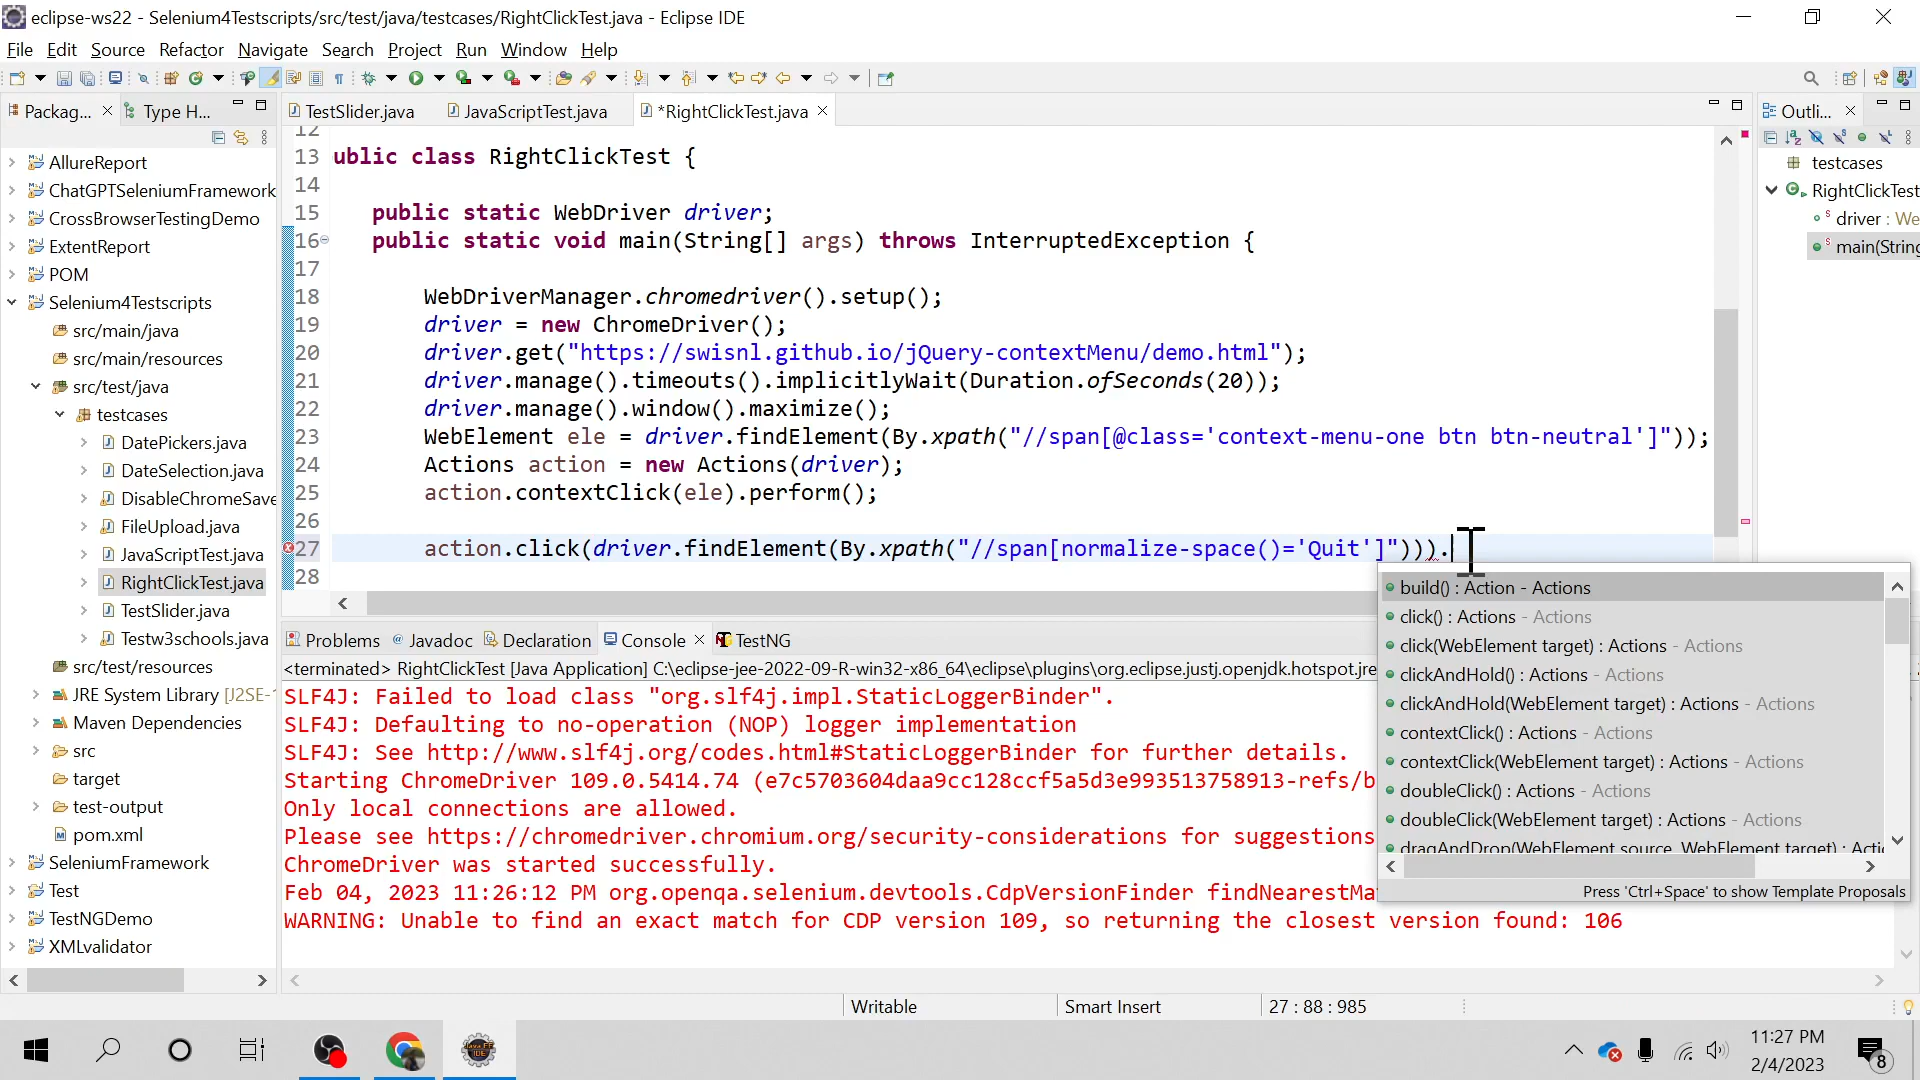 eclipse-ws22 - Selenium4Testscripts/src/test/java/testcases/RightClickTest.java - Eclipse IDE
File Edit Source Refactor Navigate Search Project Run Window Help
Packag... Type H...
TestSlider.java JavaScriptTest.java *RightClickTest.java
Outli...
AllureReport
ChatGPTSeleniumFramework
CrossBrowserTestingDemo
ExtentReport
POM
Selenium4Testscripts
src/main/java
src/main/resources
src/test/java
testcases
DatePickers.java
DateSelection.java
DisableChromeSave
FileUpload.java
JavaScriptTest.java
RightClickTest.java
TestSlider.java
Testw3schools.java
src/test/resources
JRE System Library [J2SE-1
Maven Dependencies
src
target
test-output
pom.xml
SeleniumFramework
Test
TestNGDemo
XMLvalidator
12
13 ublic class RightClickTest {
14
15 public static WebDriver driver;
16 public static void main(String[] args) throws InterruptedException {
17
18 WebDriverManager.chromedriver().setup();
19 driver = new ChromeDriver();
20 driver.get("https://swisnl.github.io/jQuery-contextMenu/demo.html");
21 driver.manage().timeouts().implicitlyWait(Duration.ofSeconds(20));
22 driver.manage().window().maximize();
23 WebElement ele = driver.findElement(By.xpath("//span[@class='context-menu-one btn btn-neutral']"));
24 Actions action = new Actions(driver);
25 action.contextClick(ele).perform();
26
27 action.click(driver.findElement(By.xpath("//span[normalize-space()='Quit']"))).
28
testcases
RightClickTest
driver : We
main(String
build() : Action - Actions
click() : Actions - Actions
click(WebElement target) : Actions - Actions
clickAndHold() : Actions - Actions
clickAndHold(WebElement target) : Actions - Actions
contextClick() : Actions - Actions
contextClick(WebElement target) : Actions - Actions
doubleClick() : Actions - Actions
doubleClick(WebElement target) : Actions - Actions
dragAndDrop(WebElement source, WebElement target) : Acti
Press 'Ctrl+Space' to show Template Proposals
Problems Javadoc Declaration Console TestNG
<terminated> RightClickTest [Java Application] C:\eclipse-jee-2022-09-R-win32-x86_64\eclipse\plugins\org.eclipse.justj.openjdk.hotspot.jre
SLF4J: Failed to load class "org.slf4j.impl.StaticLoggerBinder".
SLF4J: Defaulting to no-operation (NOP) logger implementation
SLF4J: See http://www.slf4j.org/codes.html#StaticLoggerBinder for further details.
Starting ChromeDriver 109.0.5414.74 (e7c5703604daa9cc128ccf5a5d3e993513758913-refs/b
Only local connections are allowed.
Please see https://chromedriver.chromium.org/security-considerations for suggestions
ChromeDriver was started successfully.
Feb 04, 2023 11:26:12 PM org.openqa.selenium.devtools.CdpVersionFinder findNearestMa
WARNING: Unable to find an exact match for CDP version 109, so returning the closest version found: 106
Writable Smart Insert 27 : 88 : 985
11:27 PM
2/4/2023
8